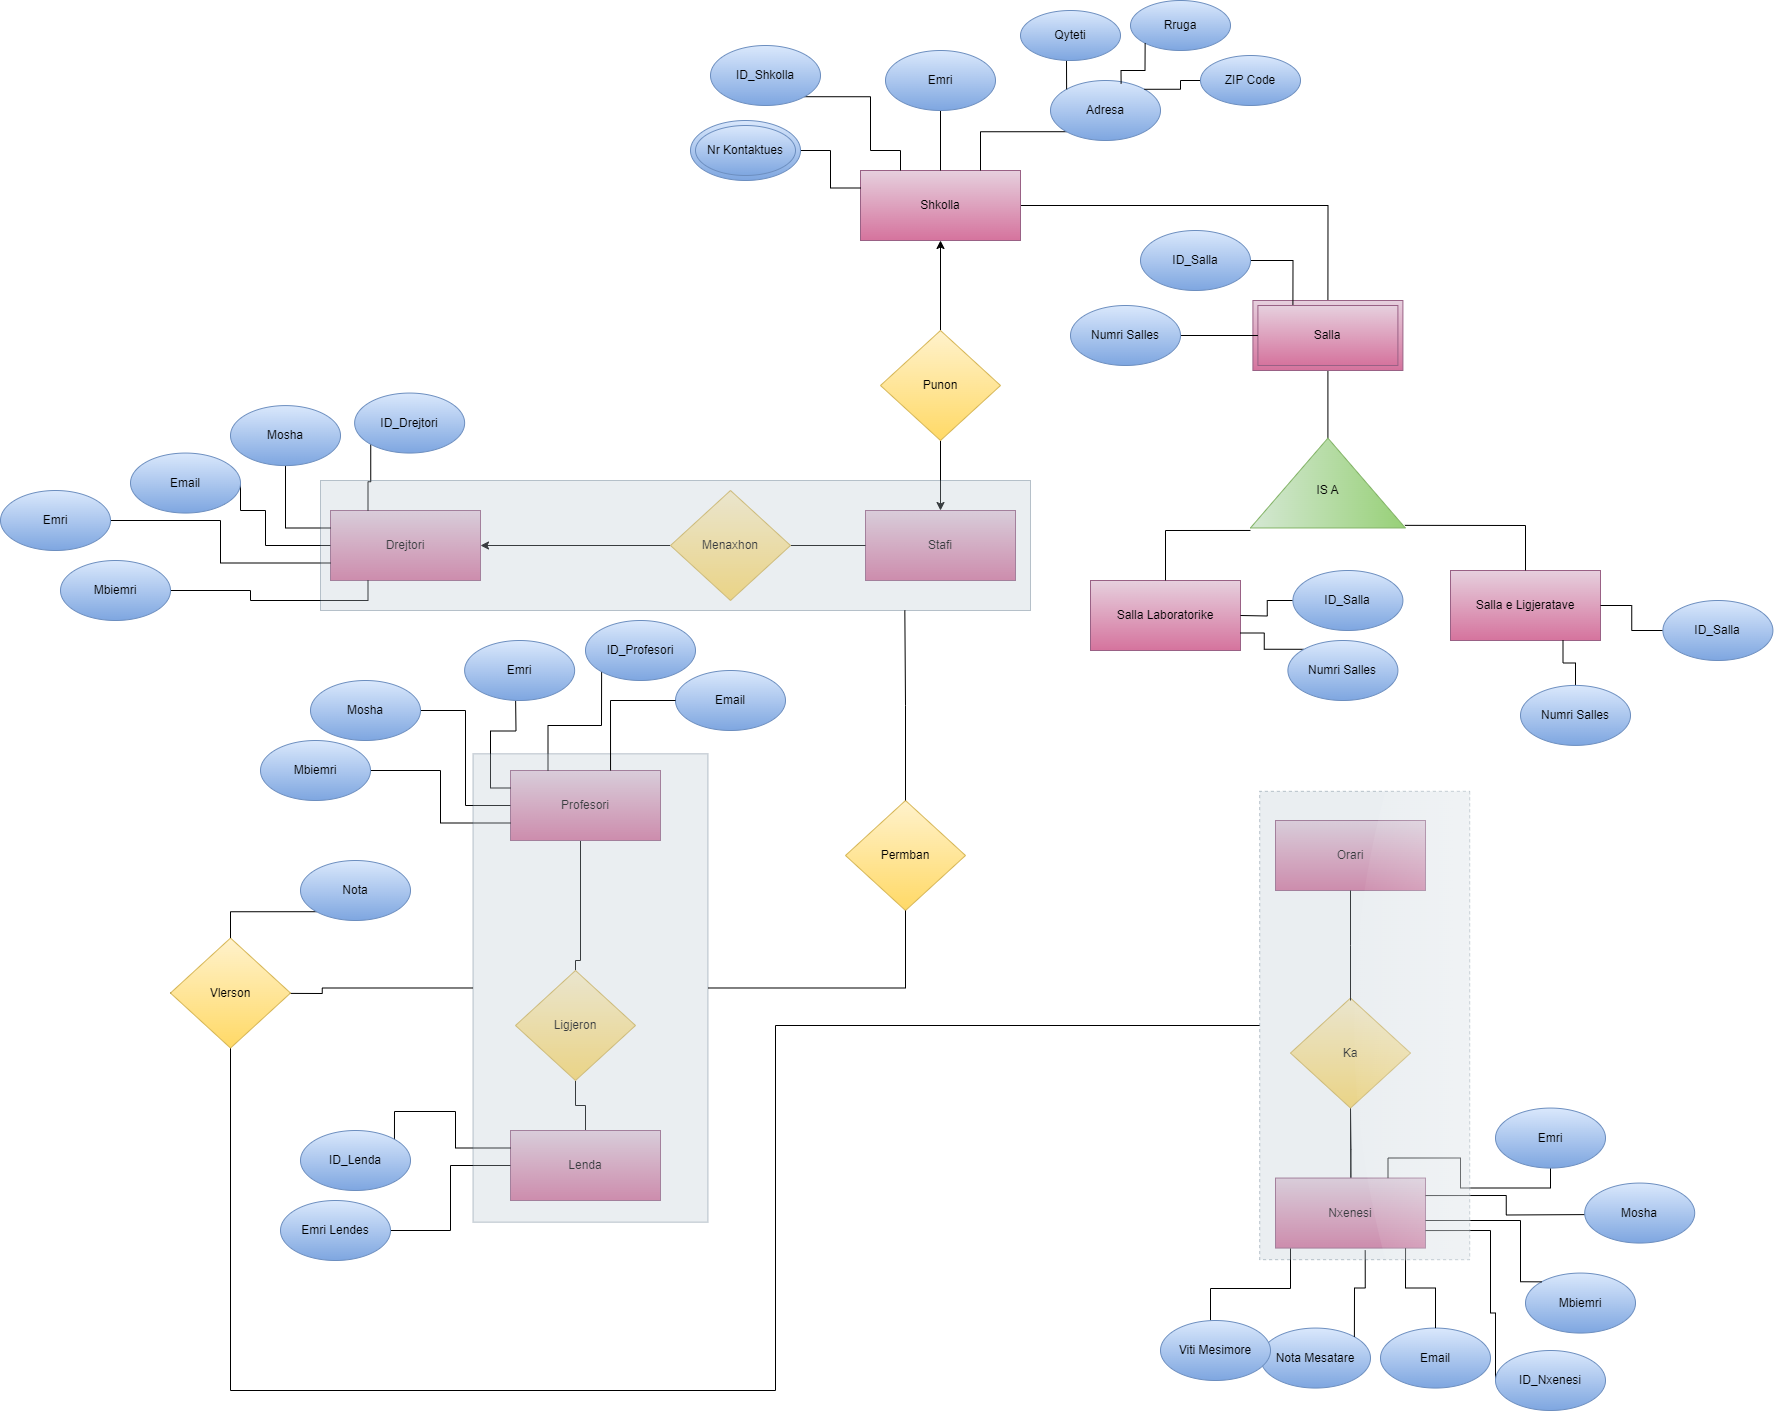 Rruga
Qyteti
ID_Shkolla
Emri
ZIP Code
Adresa
Nr Kontaktues
Shkolla
ID_Salla
Numri Salles
Salla
Punon
ID_Drejtori
Mosha
Email
Emri
IS A
Drejtori
Menaxhon
Stafi
Mbiemri
ID_Salla
Salla Laboratorike
Salla e Ligjeratave
ID_Salla
Numri Salles
Numri Salles
ID_Profesori
Emri
Email
Mosha
Mbiemri
Profesori
Permban
Orari
Nota
Vlerson
Ligjeron
Ka
ID_Lenda
Lenda
Emri Lendes
Emri
Nxenesi
Mosha
Mbiemri
Viti Mesimore
Nota Mesatare
Email
ID_Nxenesi